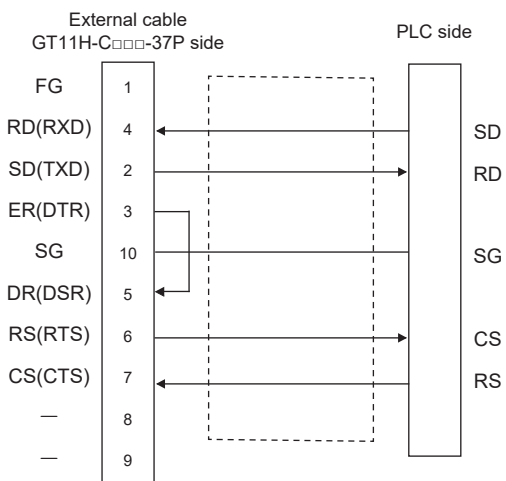 External cable
GT11H-C□□□-37P side
PLC side
FG 1
RD(RXD) 4 SD
SD(TXD) 2 RD
ER(DTR) 3
SG 10 SG
DR(DSR) 5
RS(RTS) 6 CS
CS(CTS) 7 RS
— 8
— 9